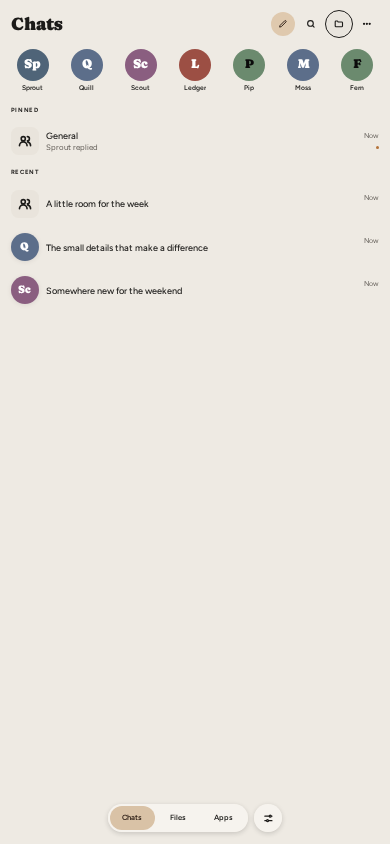 Chats
Sp Q Sc L P M F
Sprout Quill Scout Ledger Pip Moss Fern
PINNED
General Now
Sprout replied
RECENT
A little room for the week Now
Q The small details that make a difference Now
Sc Somewhere new for the weekend Now
Chats Files Apps